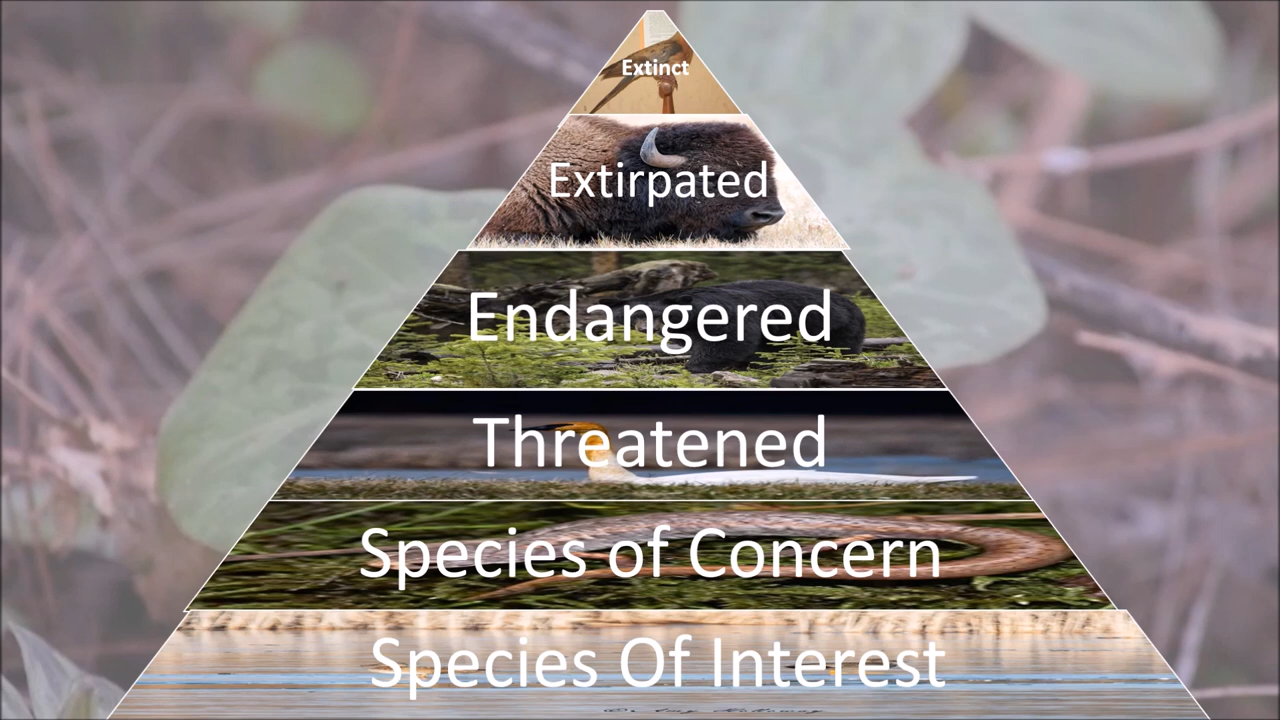 Extinct
Extirpated
Endangered
Threatened
Species of Concern
Species Of Interest